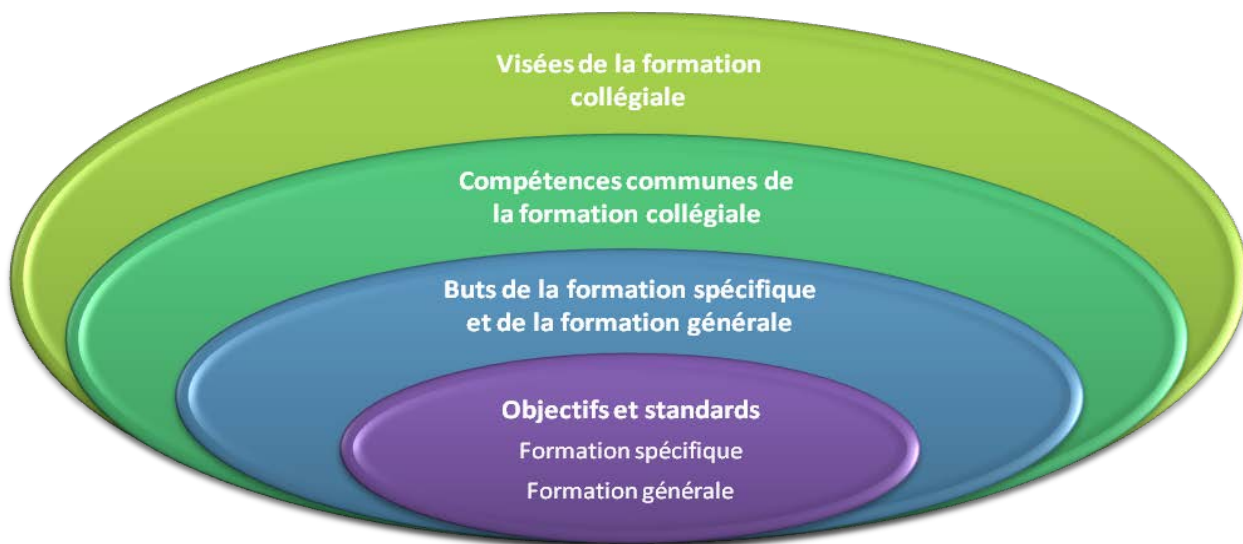 Visées de la formation
collégiale
Compétences communes de
la formation collégiale
Buts de la formation spécifique
et de la formation générale
Objectifs et standards
Formation spécifique
Formation générale